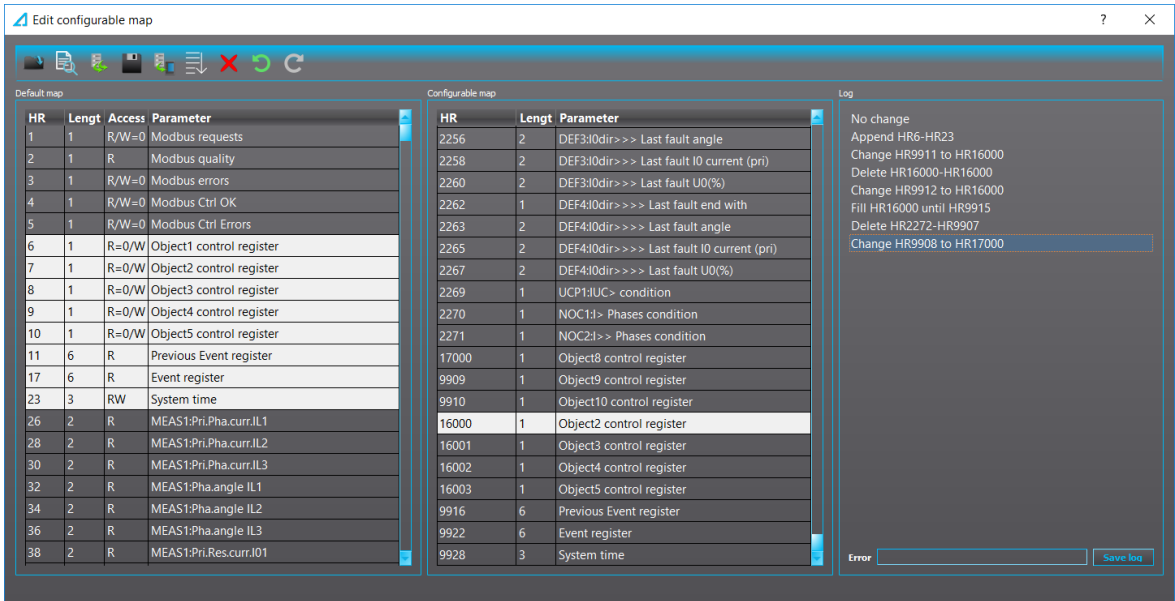 Edit configurable map
?
Default map
HR Lengt Access Parameter
1 1 R/W=0 Modbus requests
2 1 R Modbus quality
3 1 R/W=0 Modbus errors
4 1 R/W=0 Modbus Ctrl OK
5 1 R/W=0 Modbus Ctrl Errors
6 1 R=0/W Object1 control register
7 1 R=0/W Object2 control register
8 1 R=0/W Object3 control register
9 1 R=0/W Object4 control register
10 1 R=0/W Object5 control register
11 6 R Previous Event register
17 6 R Event register
23 3 RW System time
26 2 R MEAS1:Pri.Pha.curr.IL1
28 2 R MEAS1:Pri.Pha.curr.IL2
30 2 R MEAS1:Pri.Pha.curr.IL3
32 2 R MEAS1:Pha.angle IL1
34 2 R MEAS1:Pha.angle IL2
36 2 R MEAS1:Pha.angle IL3
38 2 R MEAS1:Pri.Res.curr.I01
Configurable map
HR Lengt Parameter
2256 2 DEF3:I0dir>>> Last fault angle
2258 2 DEF3:I0dir>>> Last fault I0 current (pri)
2260 2 DEF3:I0dir>>> Last fault U0(%)
2262 1 DEF4:I0dir>>>> Last fault end with
2263 2 DEF4:I0dir>>>> Last fault angle
2265 2 DEF4:I0dir>>>> Last fault I0 current (pri)
2267 2 DEF4:I0dir>>>> Last fault U0(%)
2269 1 UCP1:IUC> condition
2270 1 NOC1:I> Phases condition
2271 1 NOC2:I>> Phases condition
17000 1 Object8 control register
9909 1 Object9 control register
9910 1 Object10 control register
16000 1 Object2 control register
16001 1 Object3 control register
16002 1 Object4 control register
16003 1 Object5 control register
9916 6 Previous Event register
9922 6 Event register
9928 3 System time
Log
No change
Append HR6-HR23
Change HR9911 to HR16000
Delete HR16000-HR16000
Change HR9912 to HR16000
Fill HR16000 until HR9915
Delete HR2272-HR9907
Change HR9908 to HR17000
Error
Save log